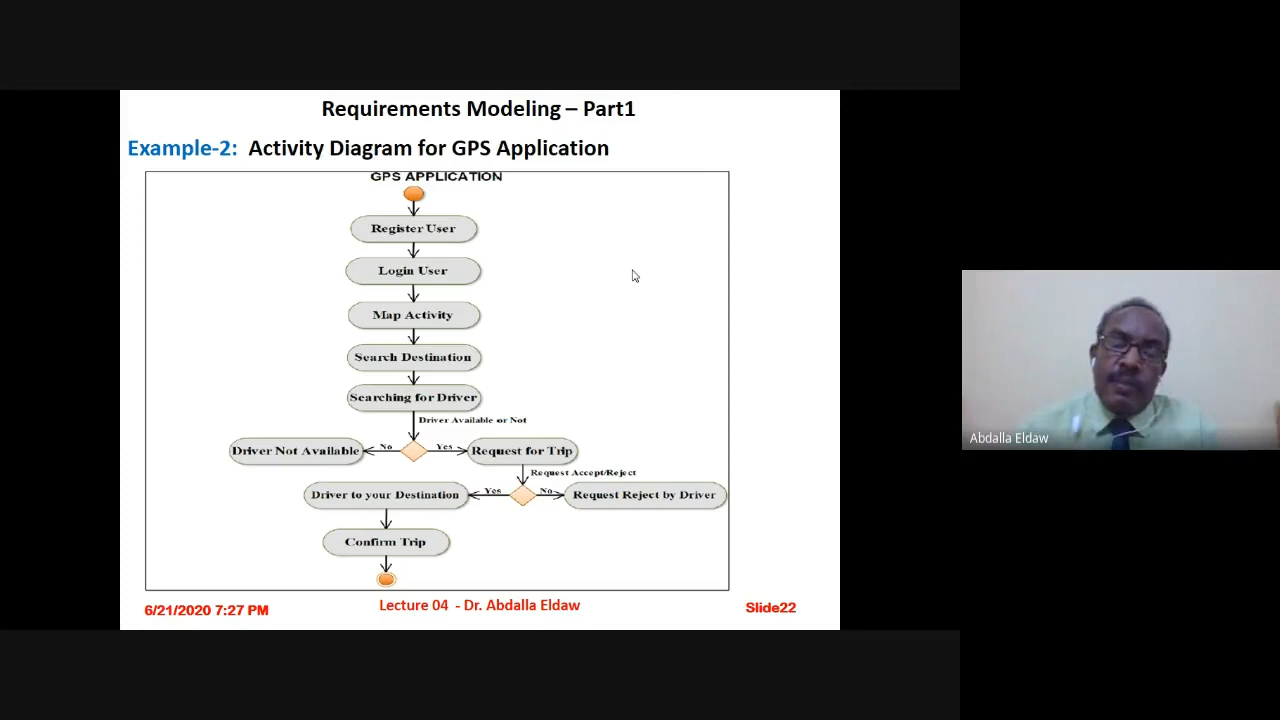 Requirements Modeling – Part1
Example-2: Activity Diagram for GPS Application
GPS APPLICATION
Register User
Login User
Map Activity
Search Destination
Searching for Driver
Driver Available or Not
Driver Not Available
No
Yes
Request for Trip
Request Accept/Reject
Driver to your Destination
Yes
No
Request Reject by Driver
Confirm Trip
6/21/2020 7:27 PM
Lecture 04 - Dr. Abdalla Eldaw
Slide22
Abdalla Eldaw